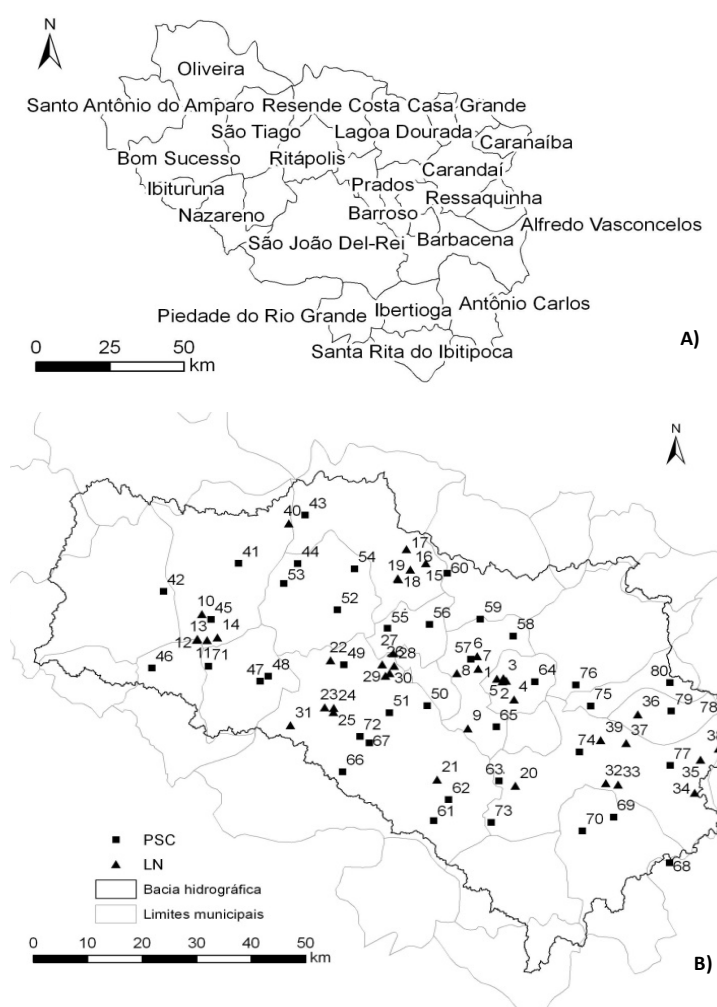 N
Oliveira
Santo Antônio do Amparo Resende Costa Casa Grande
São Tiago Lagoa Dourada
Caranaíba
Bom Sucesso Ritápolis
Carandaí
Prados
Ibituruna
Ressaquinha
Nazareno
Barroso
Alfredo Vasconcelos
São João Del-Rei Barbacena
Antônio Carlos
Piedade do Rio Grande Ibertioga
Santa Rita do Ibitipoca
0 25 50
km
A)
N
43
40
17
41 44 54 16
19 60
53 15
42 18
52
10 45 59
13 14 55 56
58
12 27 6
11 71 22 49 26 28 57 7
46 48 8 1 3 64 76 80
47 29 30 52 4
23 24 50 75 36 79 78
31 25 51 9 65
72 39 37 38
67 74
66 77 35
21 63 20 32 33 34
62
61 73 70 69
68
PSC
LN
Bacia hidrográfica
Limites municipais
0 10 20 30 40 50
km
B)